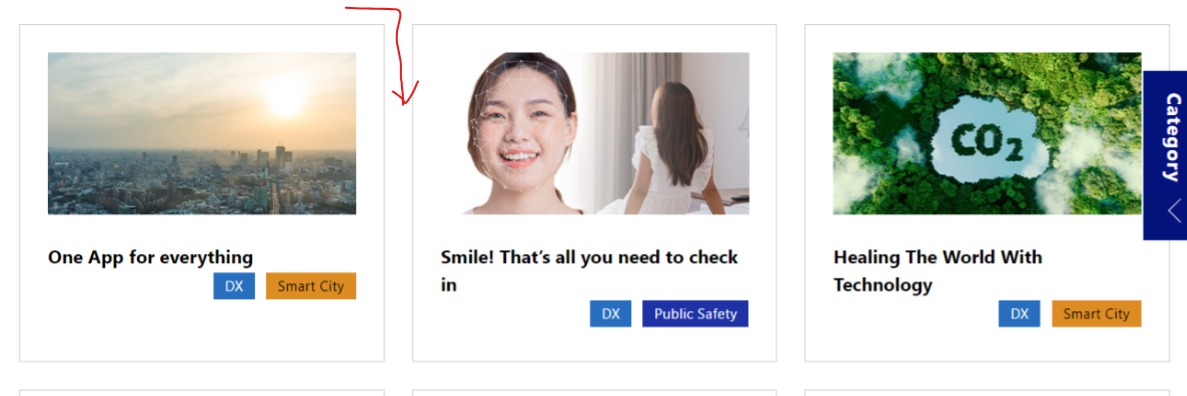 One App for everything
DX
Smart City
Smile! That's all you need to check
in
DX
Public Safety
CO2
Healing The World With
Technology
DX
Smart City
Category